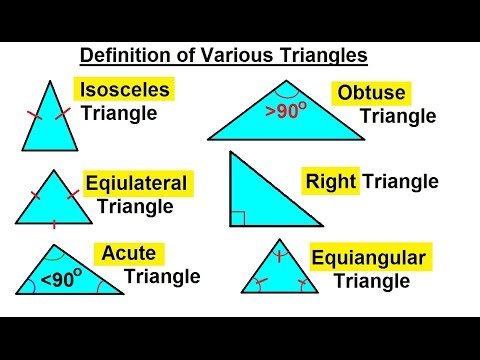 Definition of Various Triangles
Isosceles
Triangle
>90°
Obtuse
Triangle
Eqiulateral
Triangle
Right Triangle
<90°
Acute
Triangle
Equiangular
Triangle